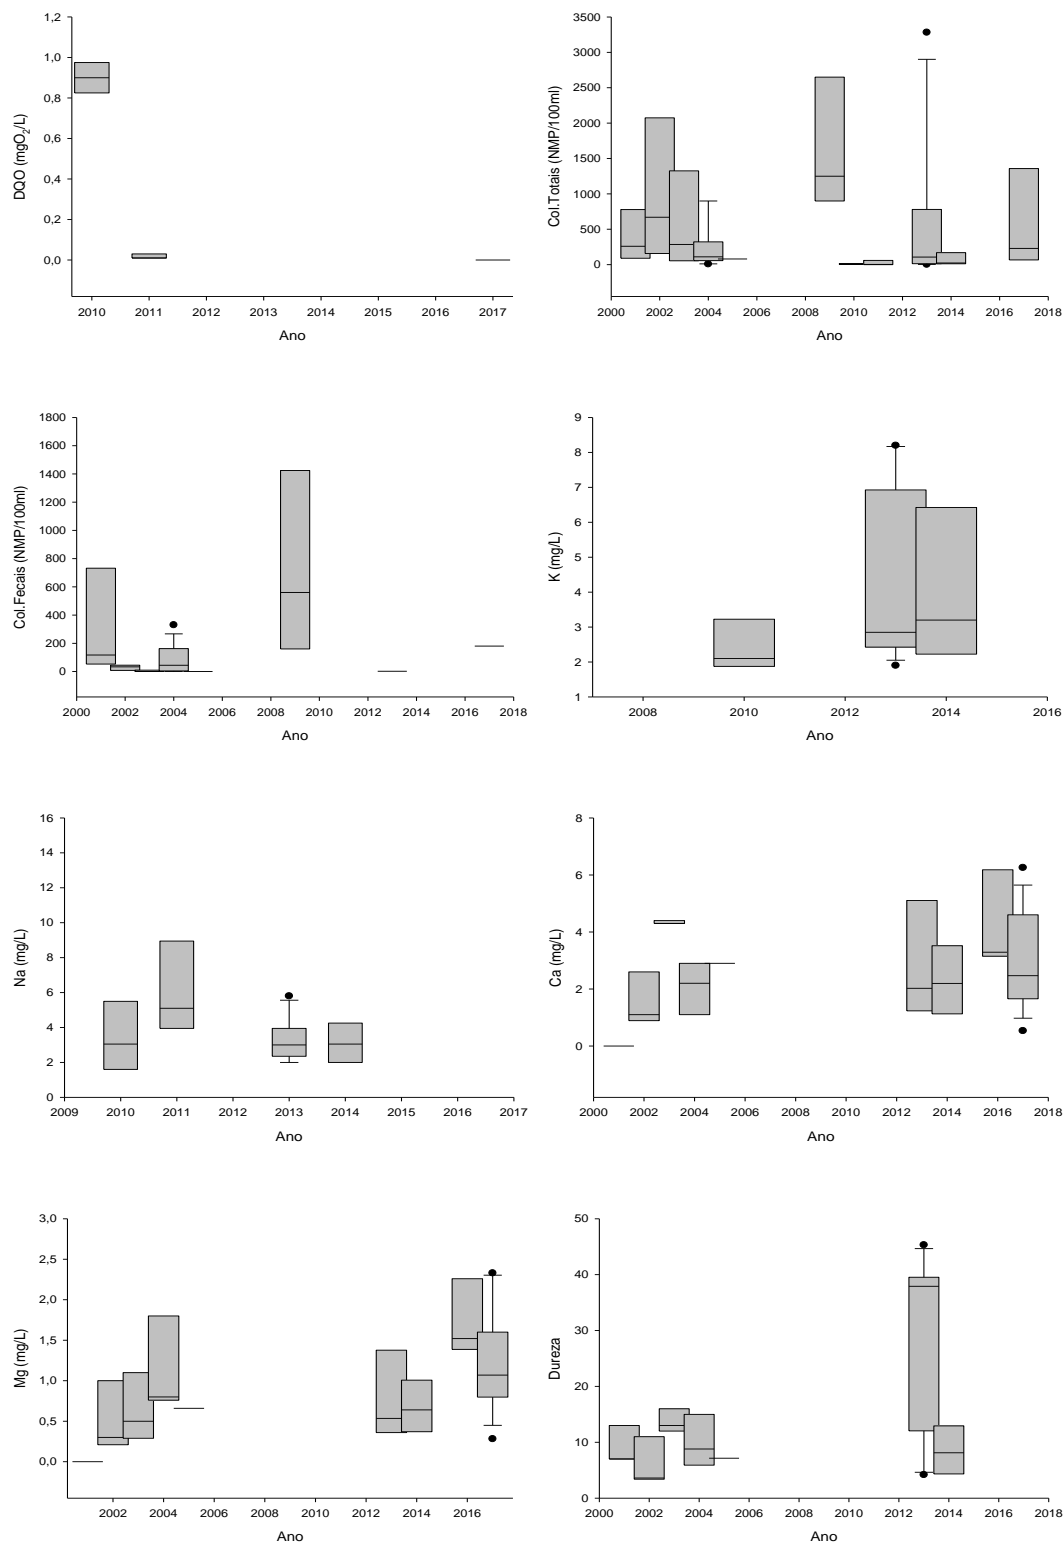 DQO (mgO2/L)
1,2
1,0
0,8
0,6
0,4
0,2
0,0
2010 2011 2012 2013 2014 2015 2016 2017
Ano
Col.Totais (NMP/100ml)
3500
3000
2500
2000
1500
1000
500
0
-500
2000 2002 2004 2006 2008 2010 2012 2014 2016 2018
Ano
Col.Fecais (NMP/100ml)
1800
1600
1400
1200
1000
800
600
400
200
0
-200
2000 2002 2004 2006 2008 2010 2012 2014 2016 2018
Ano
K (mg/L)
9
8
7
6
5
4
3
2
1
2008 2010 2012 2014 2016
Ano
Na (mg/L)
16
14
12
10
8
6
4
2
0
2009 2010 2011 2012 2013 2014 2015 2016 2017
Ano
Ca (mg/L)
8
6
4
2
0
2000 2002 2004 2006 2008 2010 2012 2014 2016 2018
Ano
Mg (mg/L)
3,0
2,5
2,0
1,5
1,0
0,5
0,0
2002 2004 2006 2008 2010 2012 2014 2016
Ano
Dureza
50
40
30
20
10
0
2000 2002 2004 2006 2008 2010 2012 2014 2016 2018
Ano